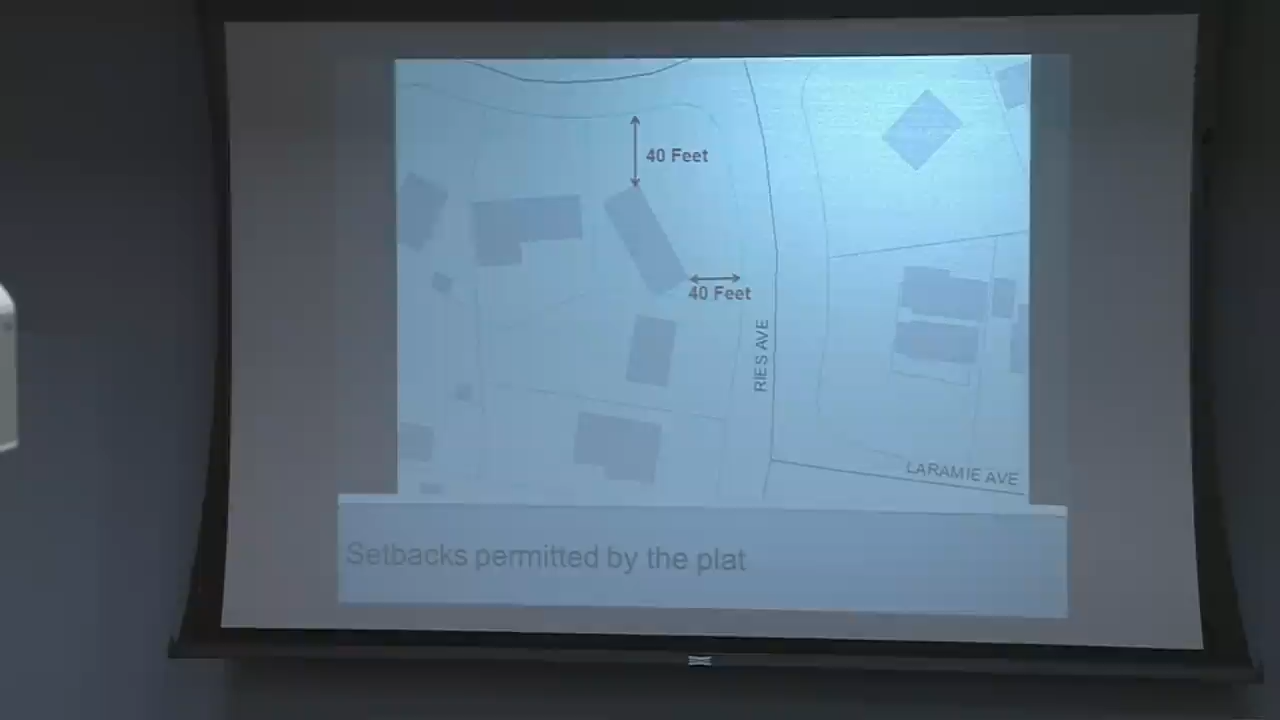 40 Feet
40 Feet
RIES AVE
LARAMIE AVE
Setbacks permitted by the plat